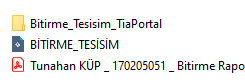 Bitirme_Tesisim_TiaPortal
BİTİRME_TESİSİM
Tunahan KÜP _ 170205051 _ Bitirme Rapo